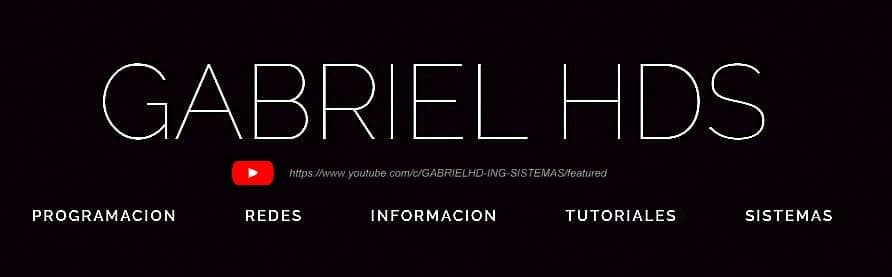 GABRIEL HDS
https://www.youtube.com/c/GABRIELHD-ING-SISTEMAS/featured
PROGRAMACION REDES INFORMACION TUTORIALES SISTEMAS